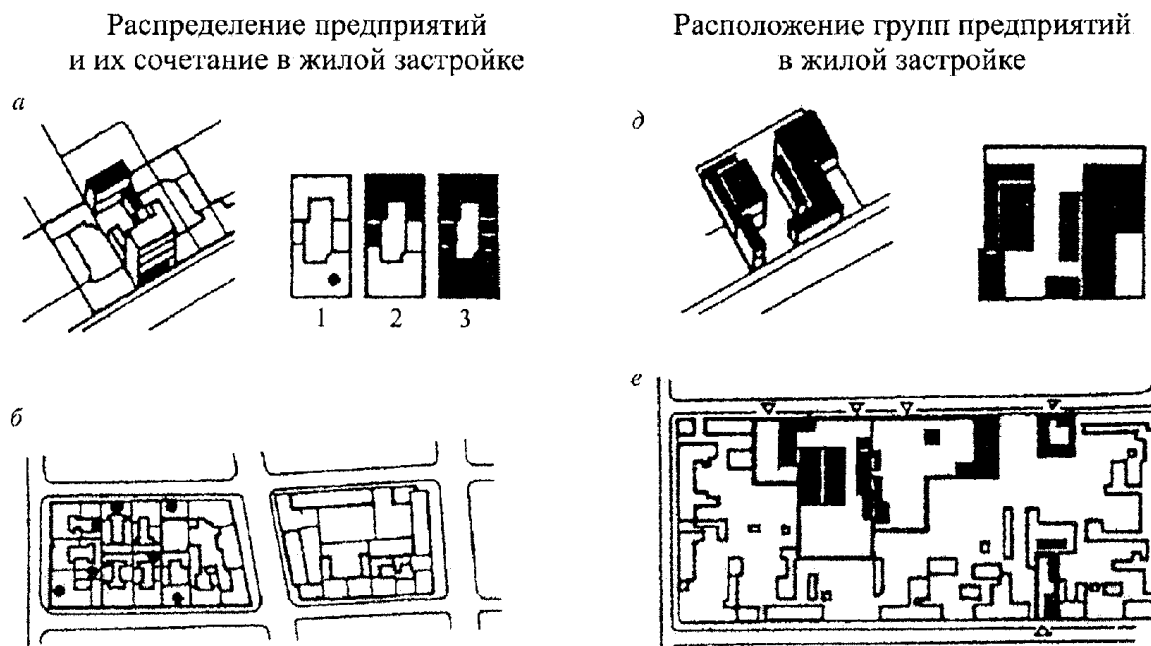 Распределение предприятий
и их сочетание в жилой застройке
Расположение групп предприятий
в жилой застройке
а
1 2 3
б
д
е